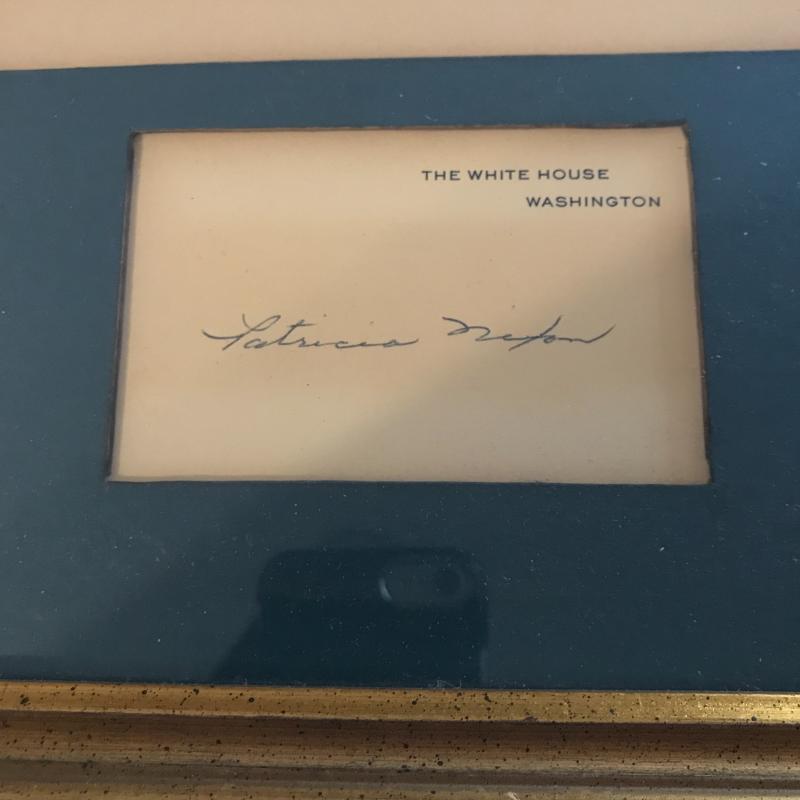 THE WHITE HOUSE
WASHINGTON
Patricia Nixon